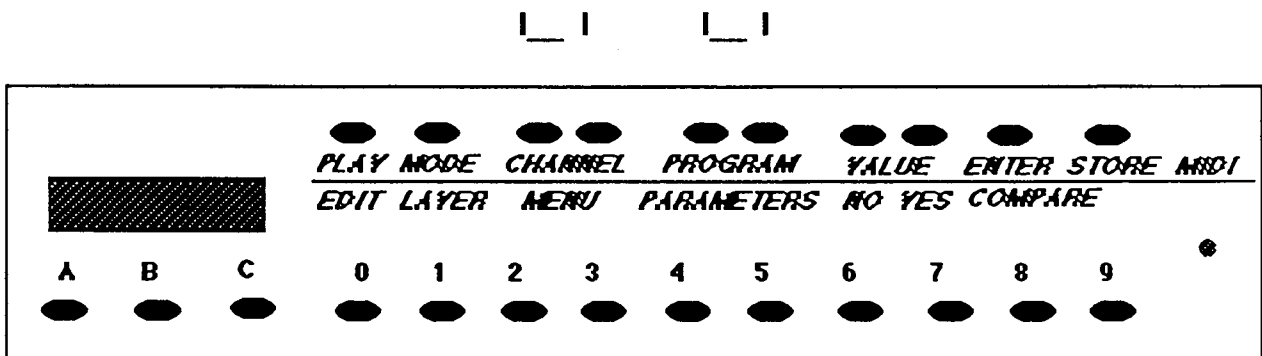 PLAY MODE CHANNEL PROGRAM VALUE ENTER STORE MIDI
EDIT LAYER MENU PARAMETERS NO YES COMPARE
A B C 0 1 2 3 4 5 6 7 8 9